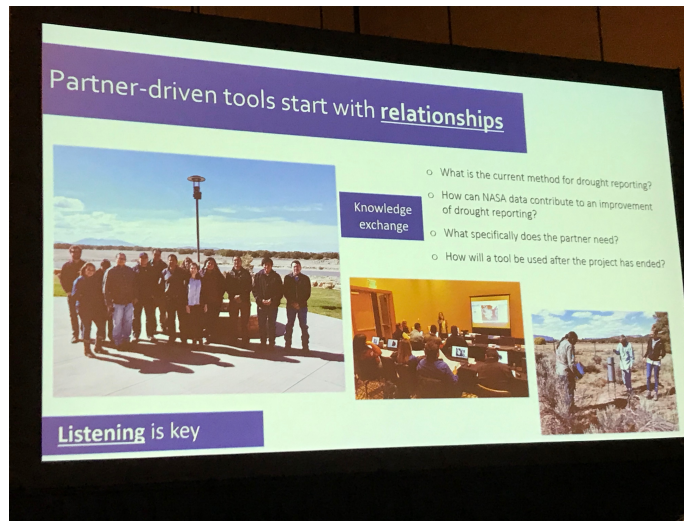 Partner-driven tools start with relationships
Knowledge
exchange
o What is the current method for drought reporting?
o How can NASA data contribute to an improvement
of drought reporting?
o What specifically does the partner need?
o How will a tool be used after the project has ended?
Listening is key